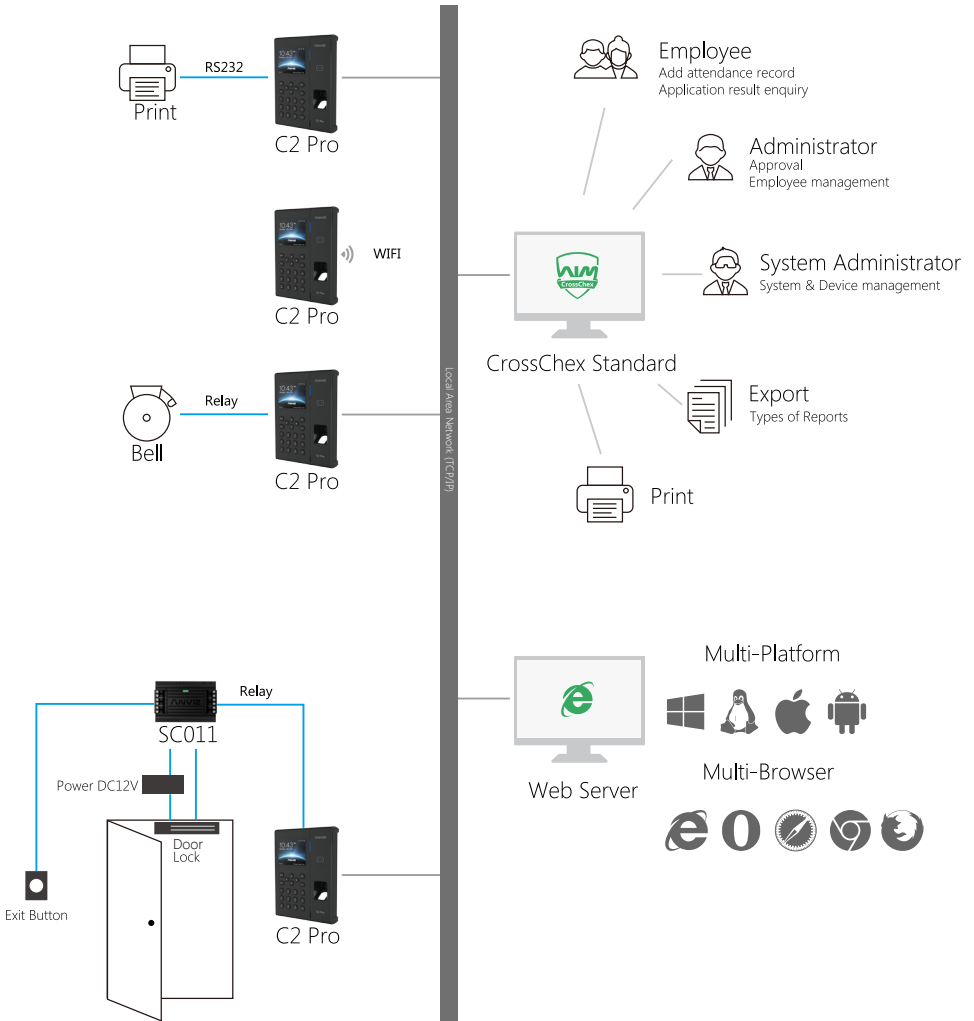 RS232
Print
C2 Pro
WIFI
C2 Pro
Relay
Bell
C2 Pro
Local Area Network (TCP/IP)
Employee
Add attendance record
Application result enquiry
Administrator
Approval
Employee management
CrossChex
System Administrator
System & Device management
CrossChex Standard
Export
Types of Reports
Print
Relay
SC011
Power DC12V
Door
Lock
Exit Button
C2 Pro
Web Server
Multi-Platform
Multi-Browser